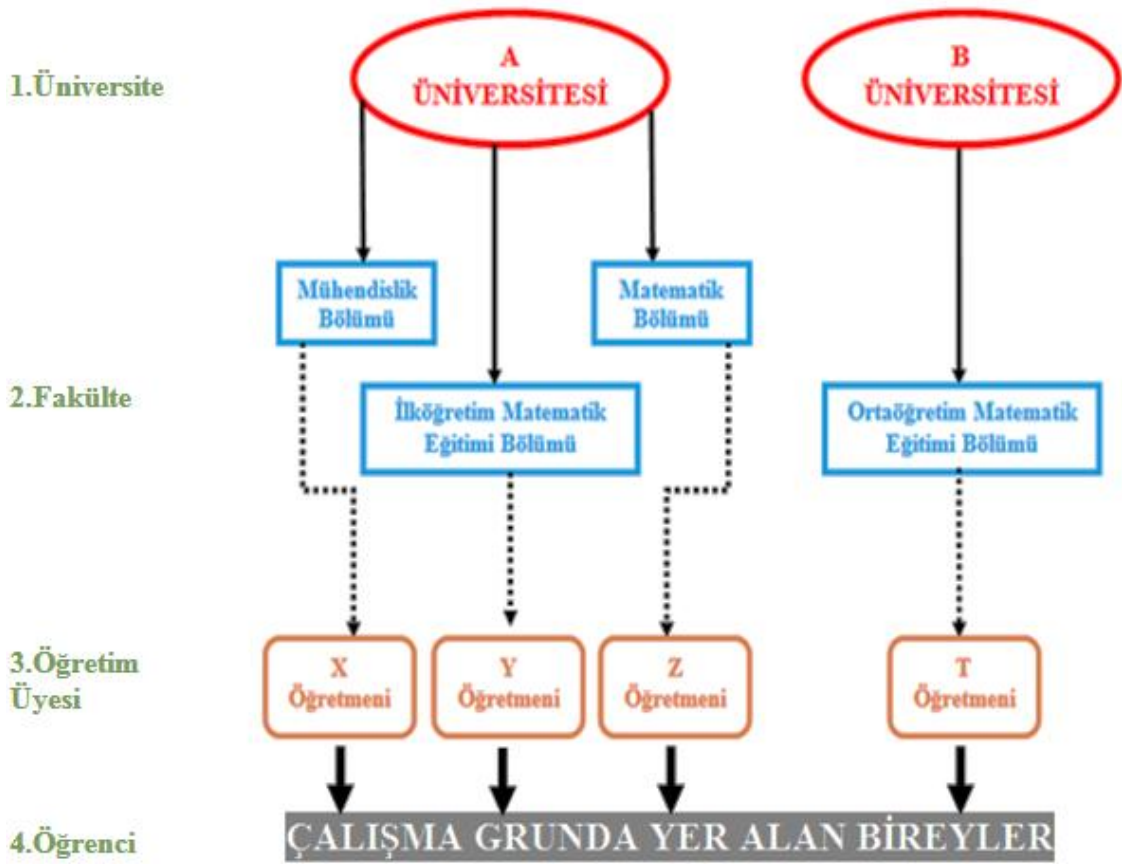 1.Üniversite
A
ÜNİVERSİTESİ
B
ÜNİVERSİTESİ
Mühendislik
Bölümü
Matematik
Bölümü
2.Fakülte
İlköğretim Matematik
Eğitimi Bölümü
Ortaöğretim Matematik
Eğitimi Bölümü
3.Öğretim
Üyesi
X
Öğretmeni
Y
Öğretmeni
Z
Öğretmeni
T
Öğretmeni
4.Öğrenci
ÇALIŞMA GRUNDA YER ALAN BİREYLER